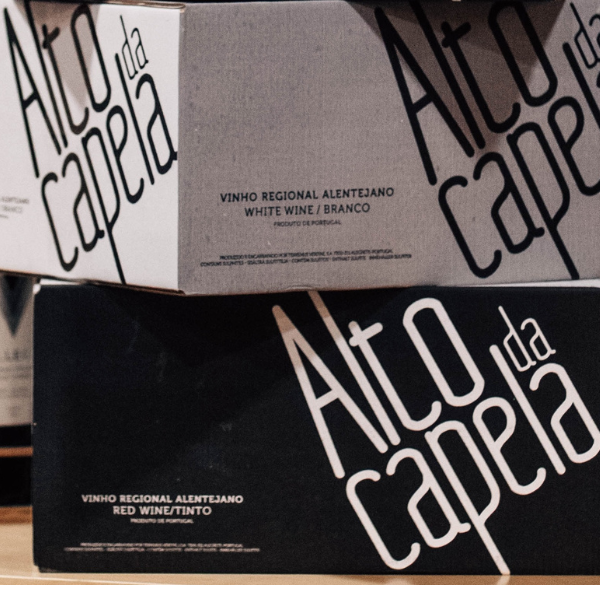 Alto da
capela
Alto da
capela
VINHO REGIONAL ALENTEJANO
WHITE WINE / BRANCO
PRODUTO DE PORTUGAL
Alto da
capela
VINHO REGIONAL ALENTEJANO
RED WINE/TINTO
PRODUTO DE PORTUGAL